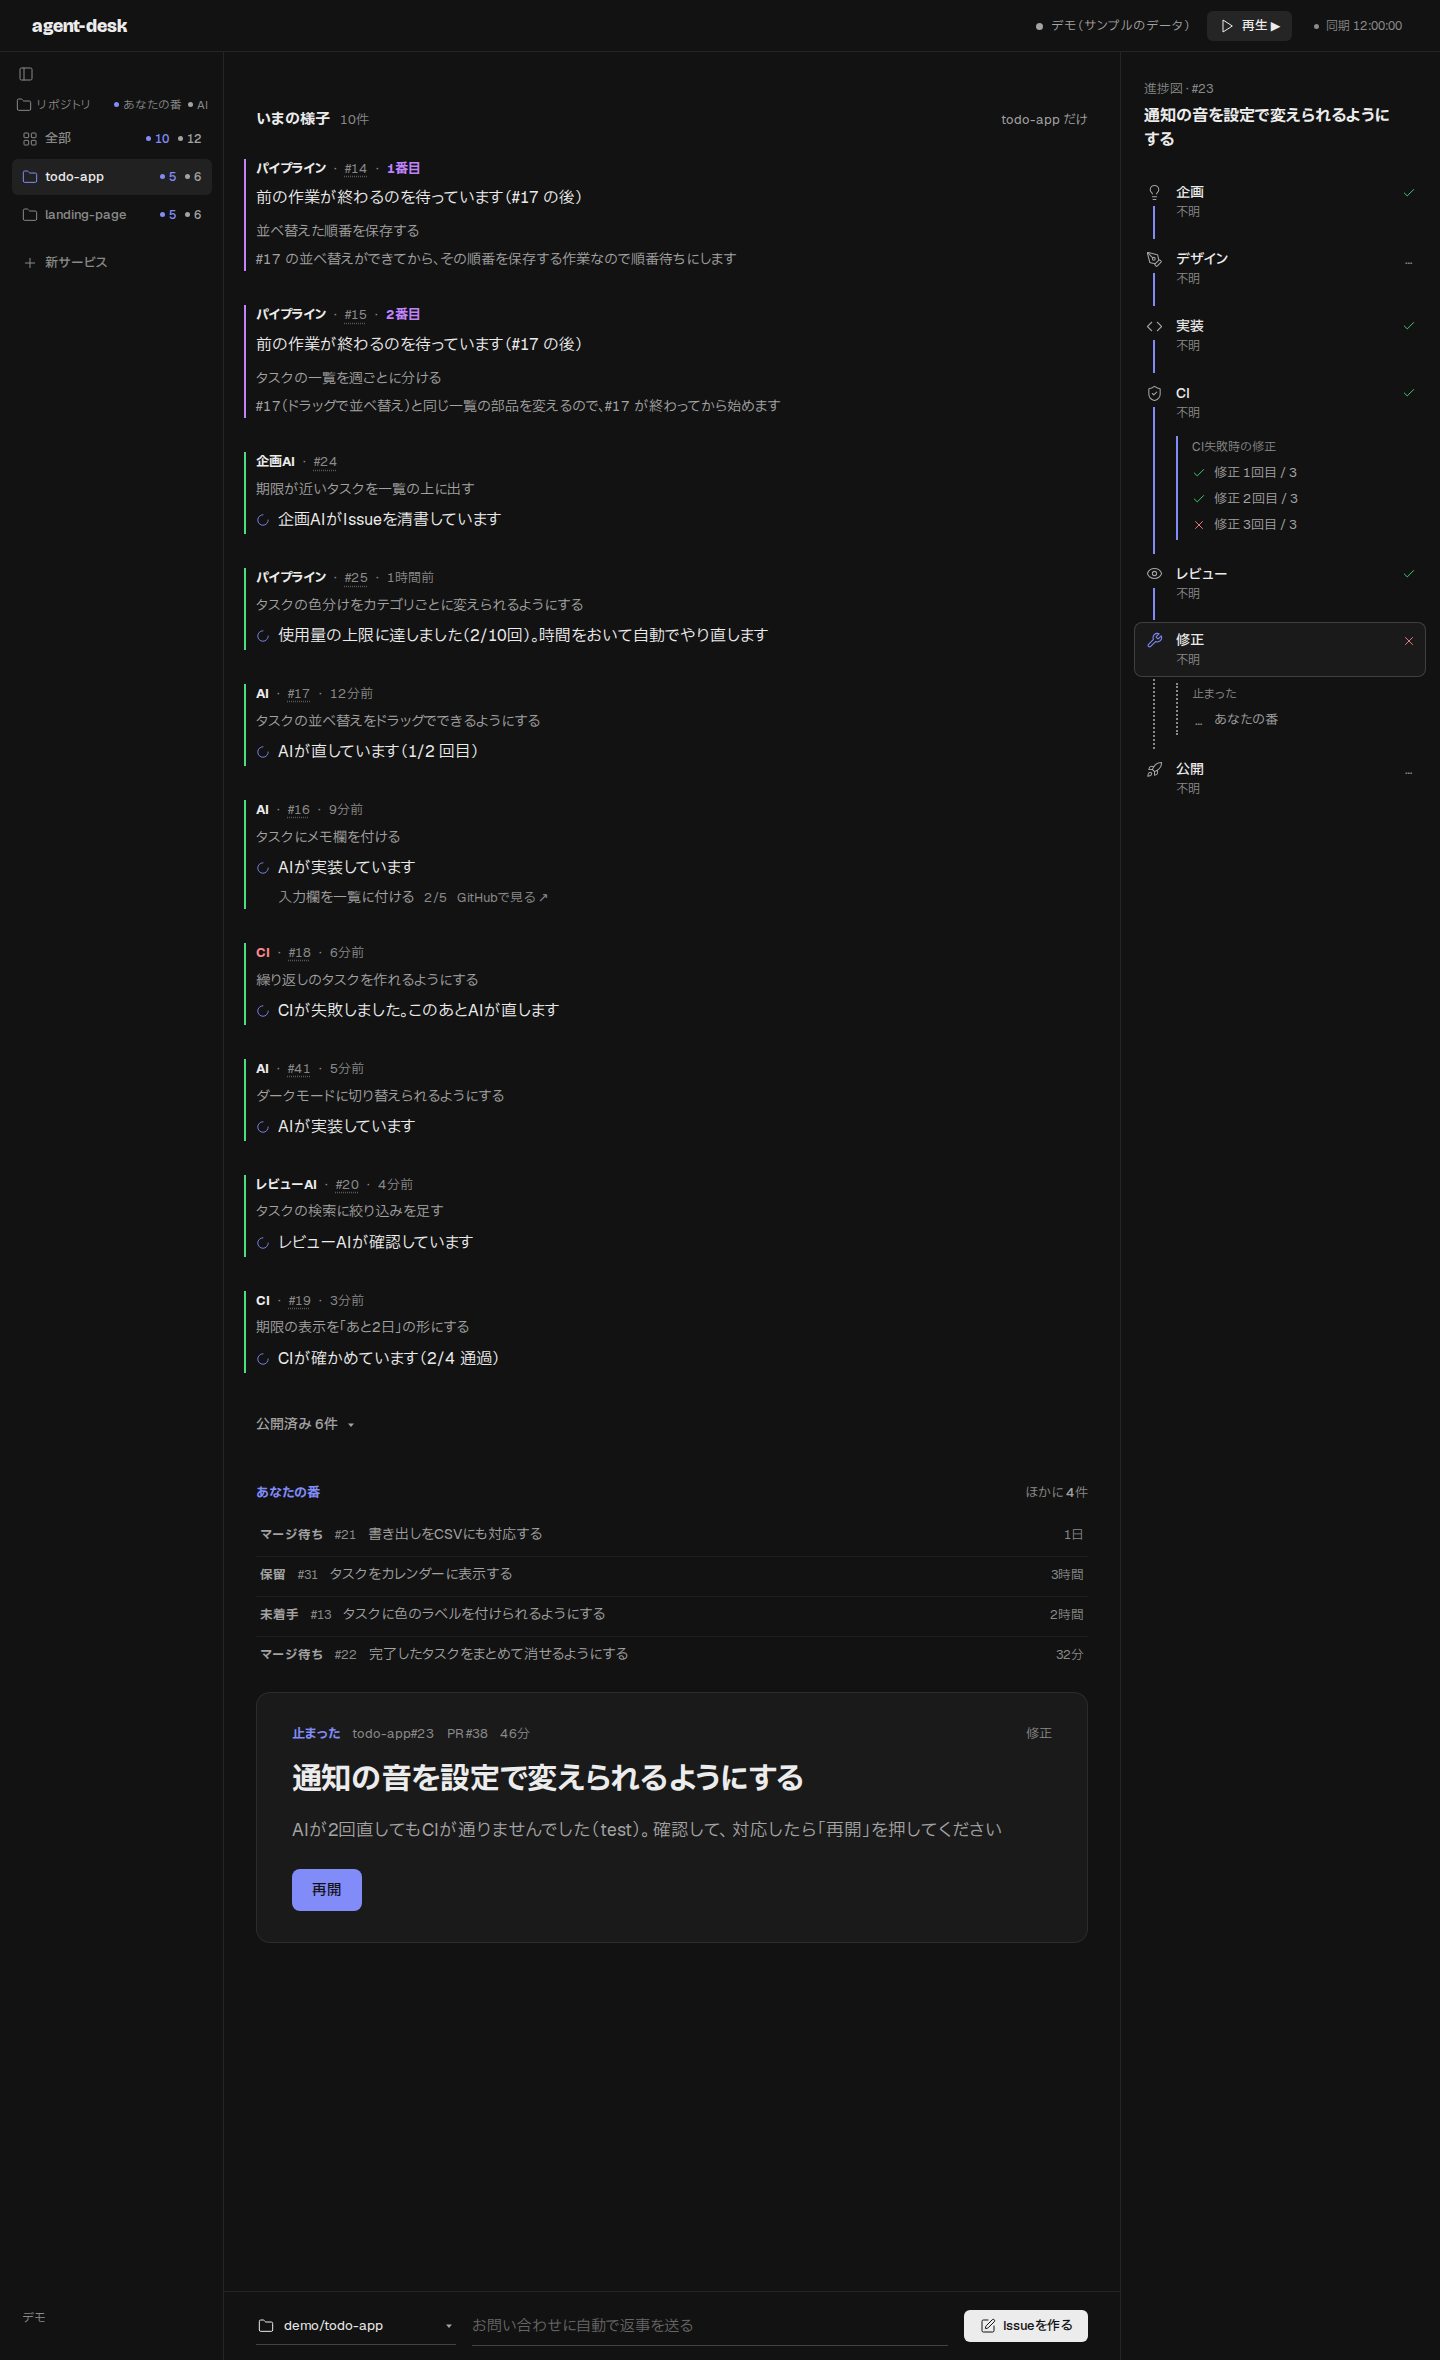 agent-desk
デモ（サンプルのデータ）
再生 ▶
同期 12:00:00
リポジトリ
あなたの番
AI
全部
10
12
todo-app
5
6
landing-page
5
6
新サービス
デモ
いまの様子 10件
todo-app だけ
パイプライン · #14 · 1番目
前の作業が終わるのを待っています（#17 の後）
並べ替えた順番を保存する
#17 の並べ替えができてから、その順番を保存する作業なので順番待ちにします
パイプライン · #15 · 2番目
前の作業が終わるのを待っています（#17 の後）
タスクの一覧を週ごとに分ける
#17（ドラッグで並べ替え）と同じ一覧の部品を変えるので、#17 が終わってから始めます
企画AI · #24
期限が近いタスクを一覧の上に出す
企画AIがIssueを清書しています
パイプライン · #25 · 1時間前
タスクの色分けをカテゴリごとに変えられるようにする
使用量の上限に達しました（2/10回）。時間をおいて自動でやり直します
AI · #17 · 12分前
タスクの並べ替えをドラッグでできるようにする
AIが直しています（1/2 回目）
AI · #16 · 9分前
タスクにメモ欄を付ける
AIが実装しています
入力欄を一覧に付ける 2/5 GitHubで見る ↗
CI · #18 · 6分前
繰り返しのタスクを作れるようにする
CIが失敗しました。このあとAIが直します
AI · #41 · 5分前
ダークモードに切り替えられるようにする
AIが実装しています
レビューAI · #20 · 4分前
タスクの検索に絞り込みを足す
レビューAIが確認しています
CI · #19 · 3分前
期限の表示を「あと2日」の形にする
CIが確かめています（2/4 通過）
公開済み 6件
あなたの番
ほかに 4件
マージ待ち #21 書き出しをCSVにも対応する 1日
保留 #31 タスクをカレンダーに表示する 3時間
未着手 #13 タスクに色のラベルを付けられるようにする 2時間
マージ待ち #22 完了したタスクをまとめて消せるようにする 32分
止まった todo-app#23 PR #38 46分
修正
通知の音を設定で変えられるようにする
AIが2回直してもCIが通りませんでした（test）。確認して、対応したら「再開」を押してください
再開
demo/todo-app
お問い合わせに自動で返事を送る
Issueを作る
進捗図 · #23
通知の音を設定で変えられるように
する
企画
不明
デザイン
…
不明
実装
不明
CI
不明
CI失敗時の修正
修正 1回目 / 3
修正 2回目 / 3
修正 3回目 / 3
レビュー
不明
修正
不明
止まった
… あなたの番
公開
…
不明